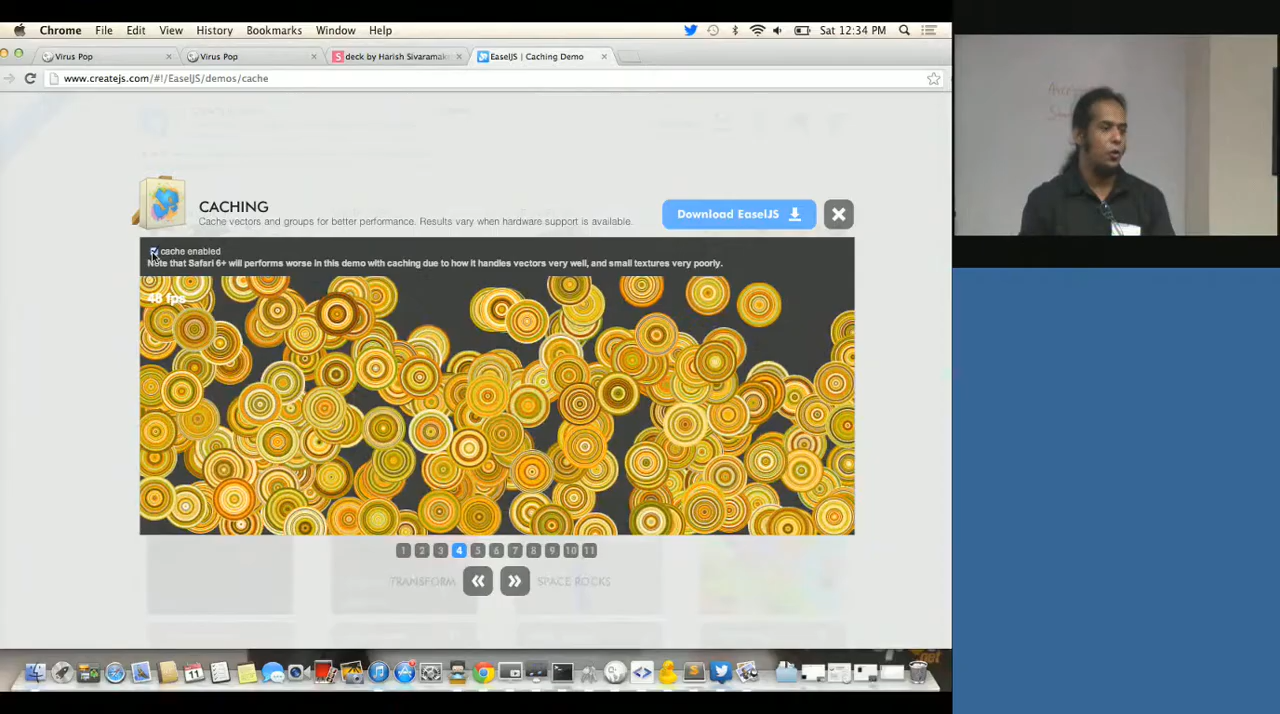 Chrome File Edit View History Bookmarks Window Help Sat 12:34 PM
Virus Pop Virus Pop deck by Harish Sivaramak EaselJS | Caching Demo
www.createjs.com/#!/EaselJS/demos/cache
CACHING
Cache vectors and groups for better performance. Results vary when hardware support is available.
Download EaselJS
cache enabled
Note that Safari 6+ will performs worse in this demo with caching due to how it handles vectors very well, and small textures very poorly.
48 fps
1 2 3 4 5 6 7 8 9 10 11
TRANSFORM « » SPACE ROCKS